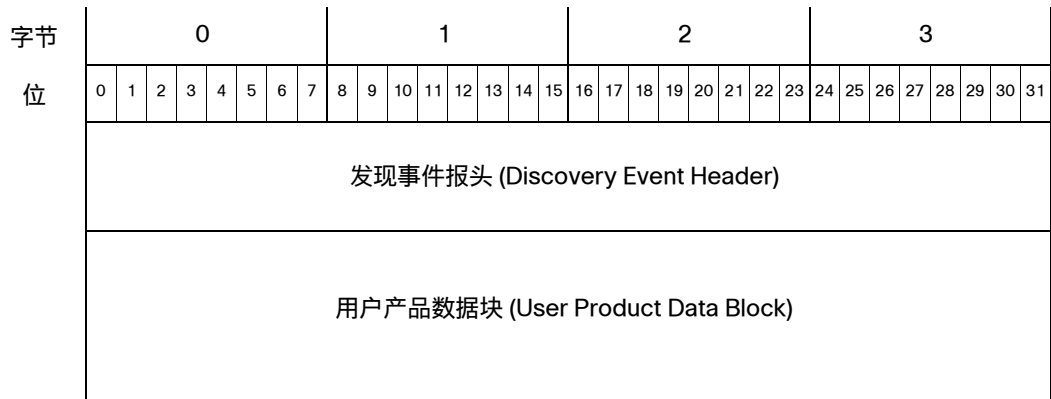 字节 0 1 2 3
位 0 1 2 3 4 5 6 7 8 9 10 11 12 13 14 15 16 17 18 19 20 21 22 23 24 25 26 27 28 29 30 31
发现事件报头 (Discovery Event Header)
用户产品数据块 (User Product Data Block)